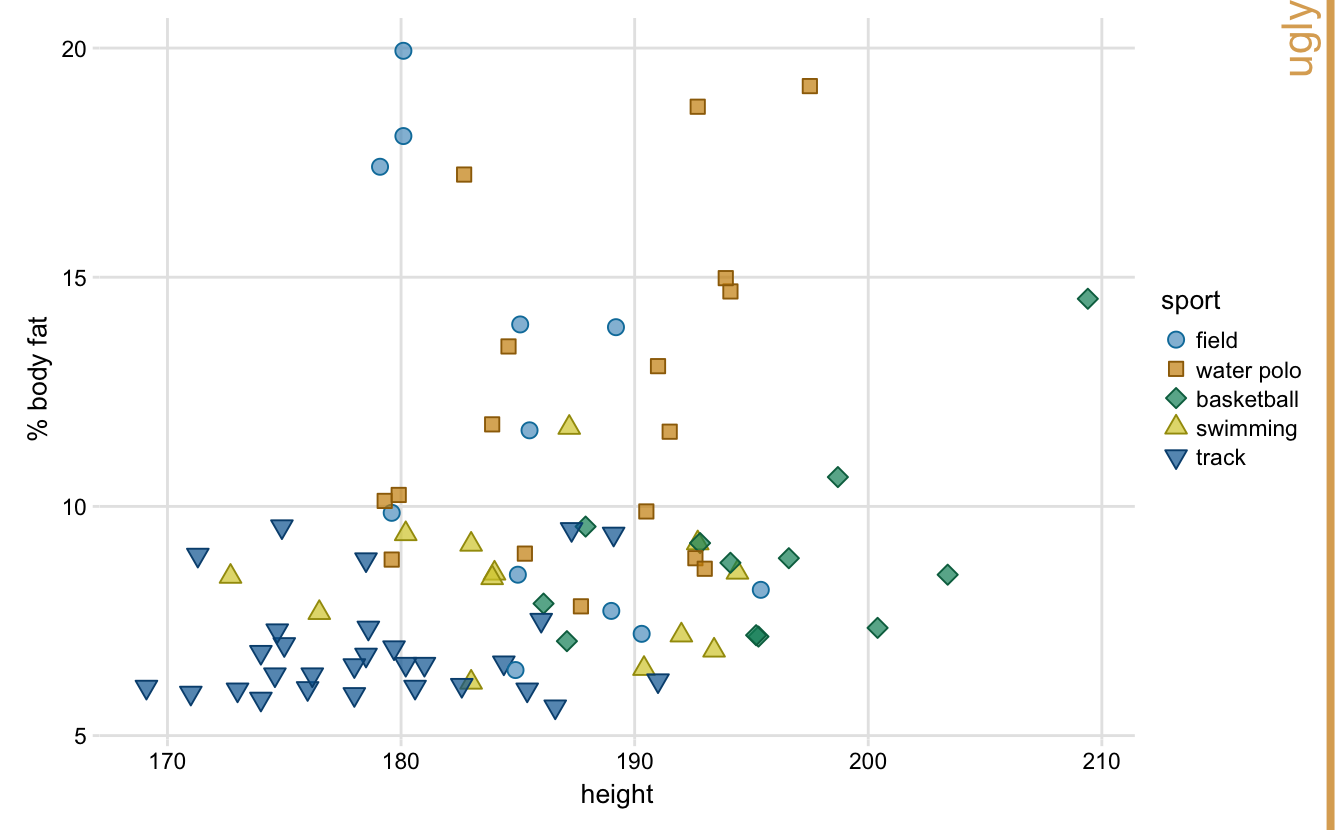 ugly
20
15
10
5
% body fat
170 180 190 200 210
height
sport
field
water polo
basketball
swimming
track